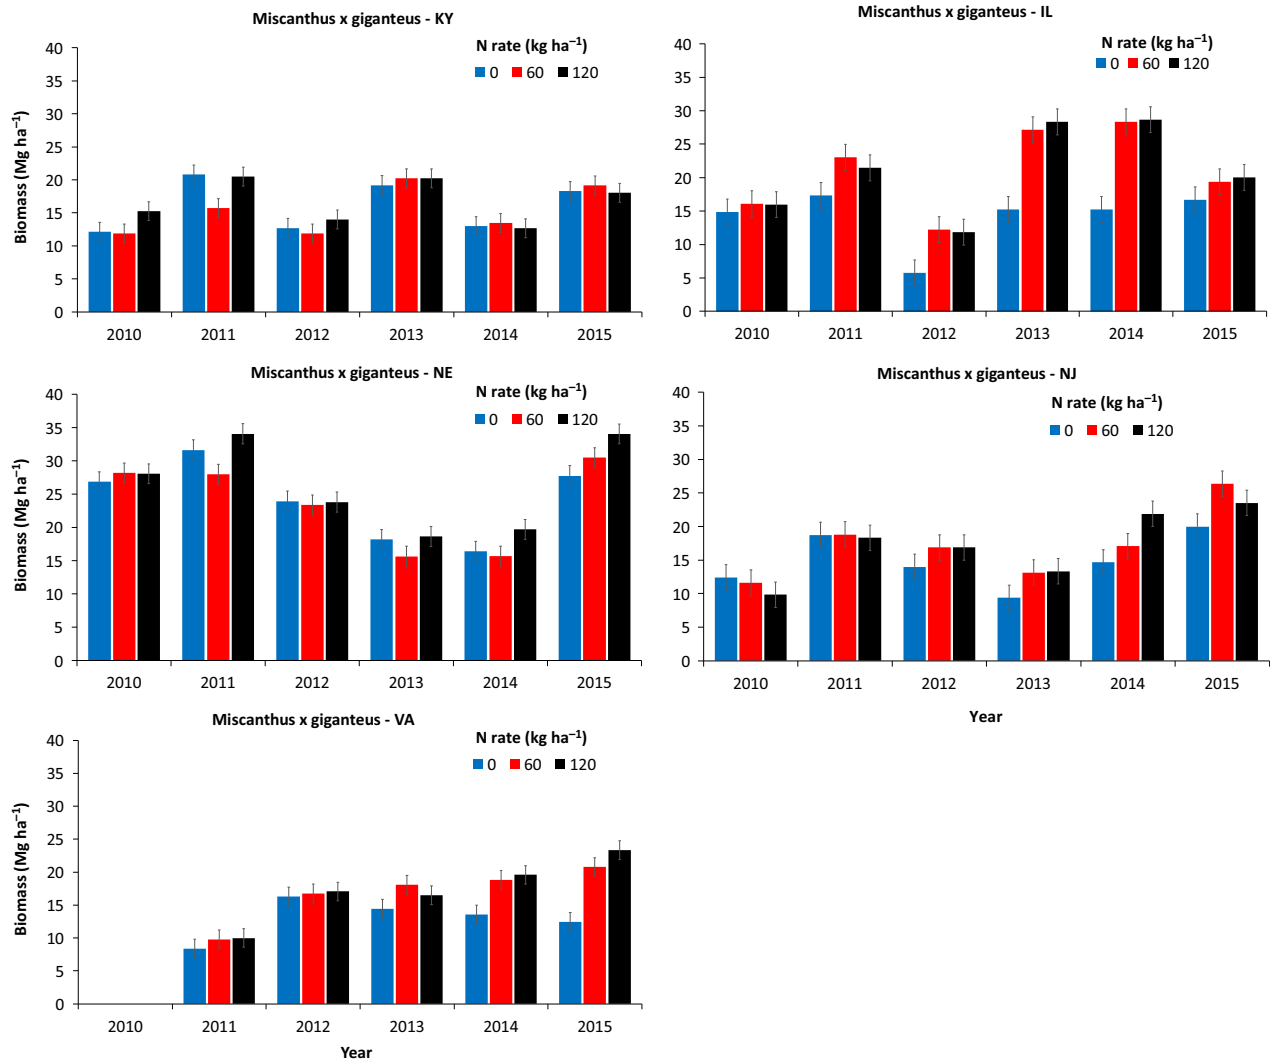 Miscanthus x giganteus - KY
N rate (kg ha⁻¹)
0 60 120
Biomass (Mg ha⁻¹)
40
35
30
25
20
15
10
5
0
2010 2011 2012 2013 2014 2015
Miscanthus x giganteus - IL
N rate (kg ha⁻¹)
0 60 120
40
35
30
25
20
15
10
5
0
2010 2011 2012 2013 2014 2015
Miscanthus x giganteus - NE
N rate (kg ha⁻¹)
0 60 120
Biomass (Mg ha⁻¹)
40
35
30
25
20
15
10
5
0
2010 2011 2012 2013 2014 2015
Miscanthus x giganteus - NJ
N rate (kg ha⁻¹)
0 60 120
40
35
30
25
20
15
10
5
0
2010 2011 2012 2013 2014 2015
Year
Miscanthus x giganteus - VA
N rate (kg ha⁻¹)
0 60 120
Biomass (Mg ha⁻¹)
40
35
30
25
20
15
10
5
0
2010 2011 2012 2013 2014 2015
Year